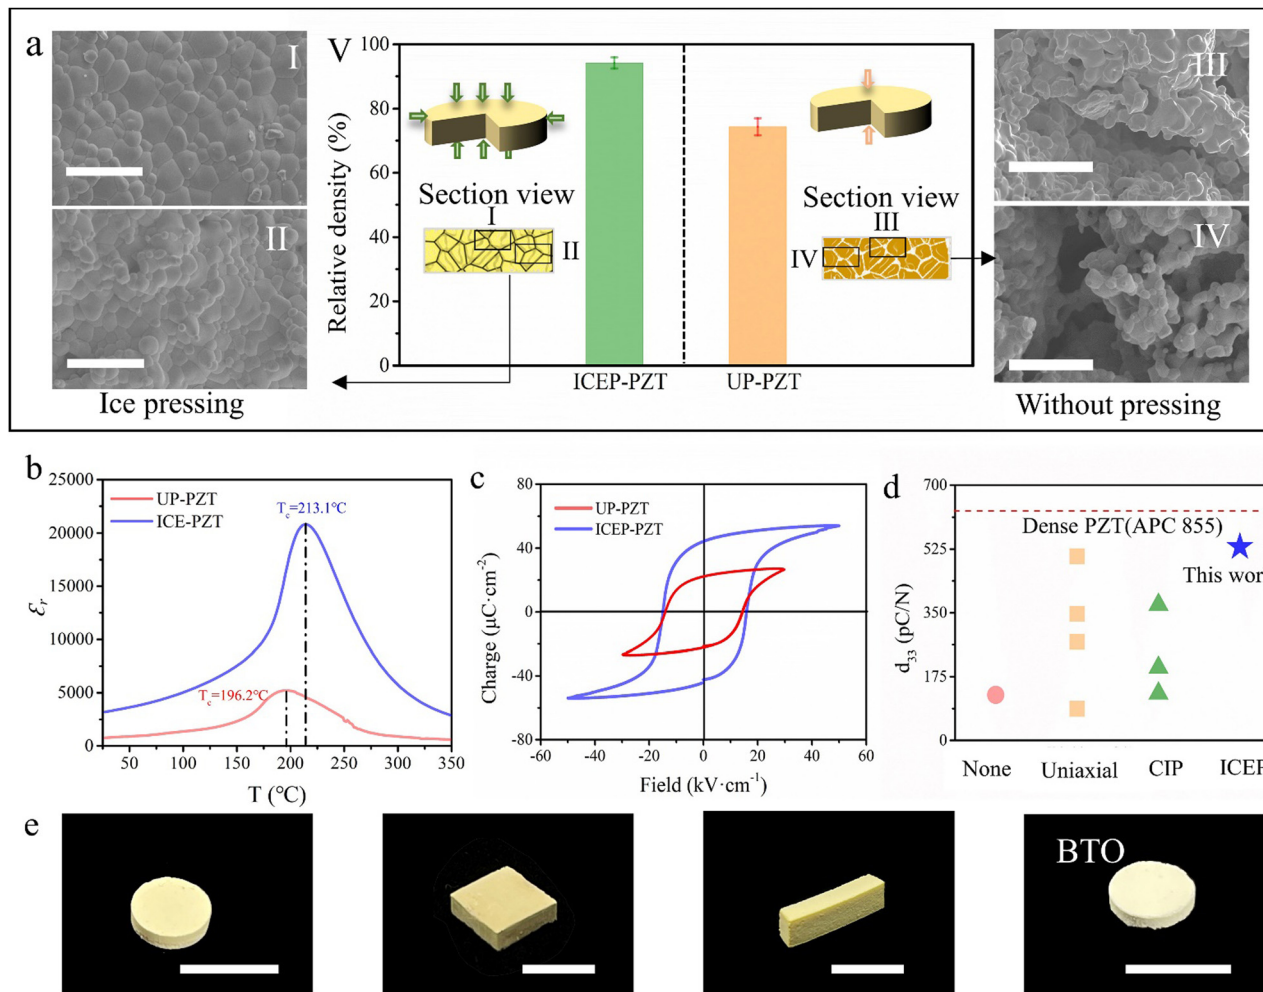 a
I
II
Ice pressing
V
Relative density (%)
100
80
60
40
20
0
Section view
I
II
Section view
III
IV
ICEP-PZT
UP-PZT
III
IV
Without pressing
b
25000
20000
15000
10000
5000
0
εr
UP-PZT
ICE-PZT
Tc=213.1℃
Tc=196.2℃
50 100 150 200 250 300 350
T (℃)
c
80
40
0
-40
-80
Charge (μC·cm-2)
UP-PZT
ICEP-PZT
-60 -40 -20 0 20 40 60
Field (kV·cm-1)
d
700
525
350
175
0
d33 (pC/N)
Dense PZT(APC 855)
This wor
None Uniaxial CIP ICEP
e
BTO